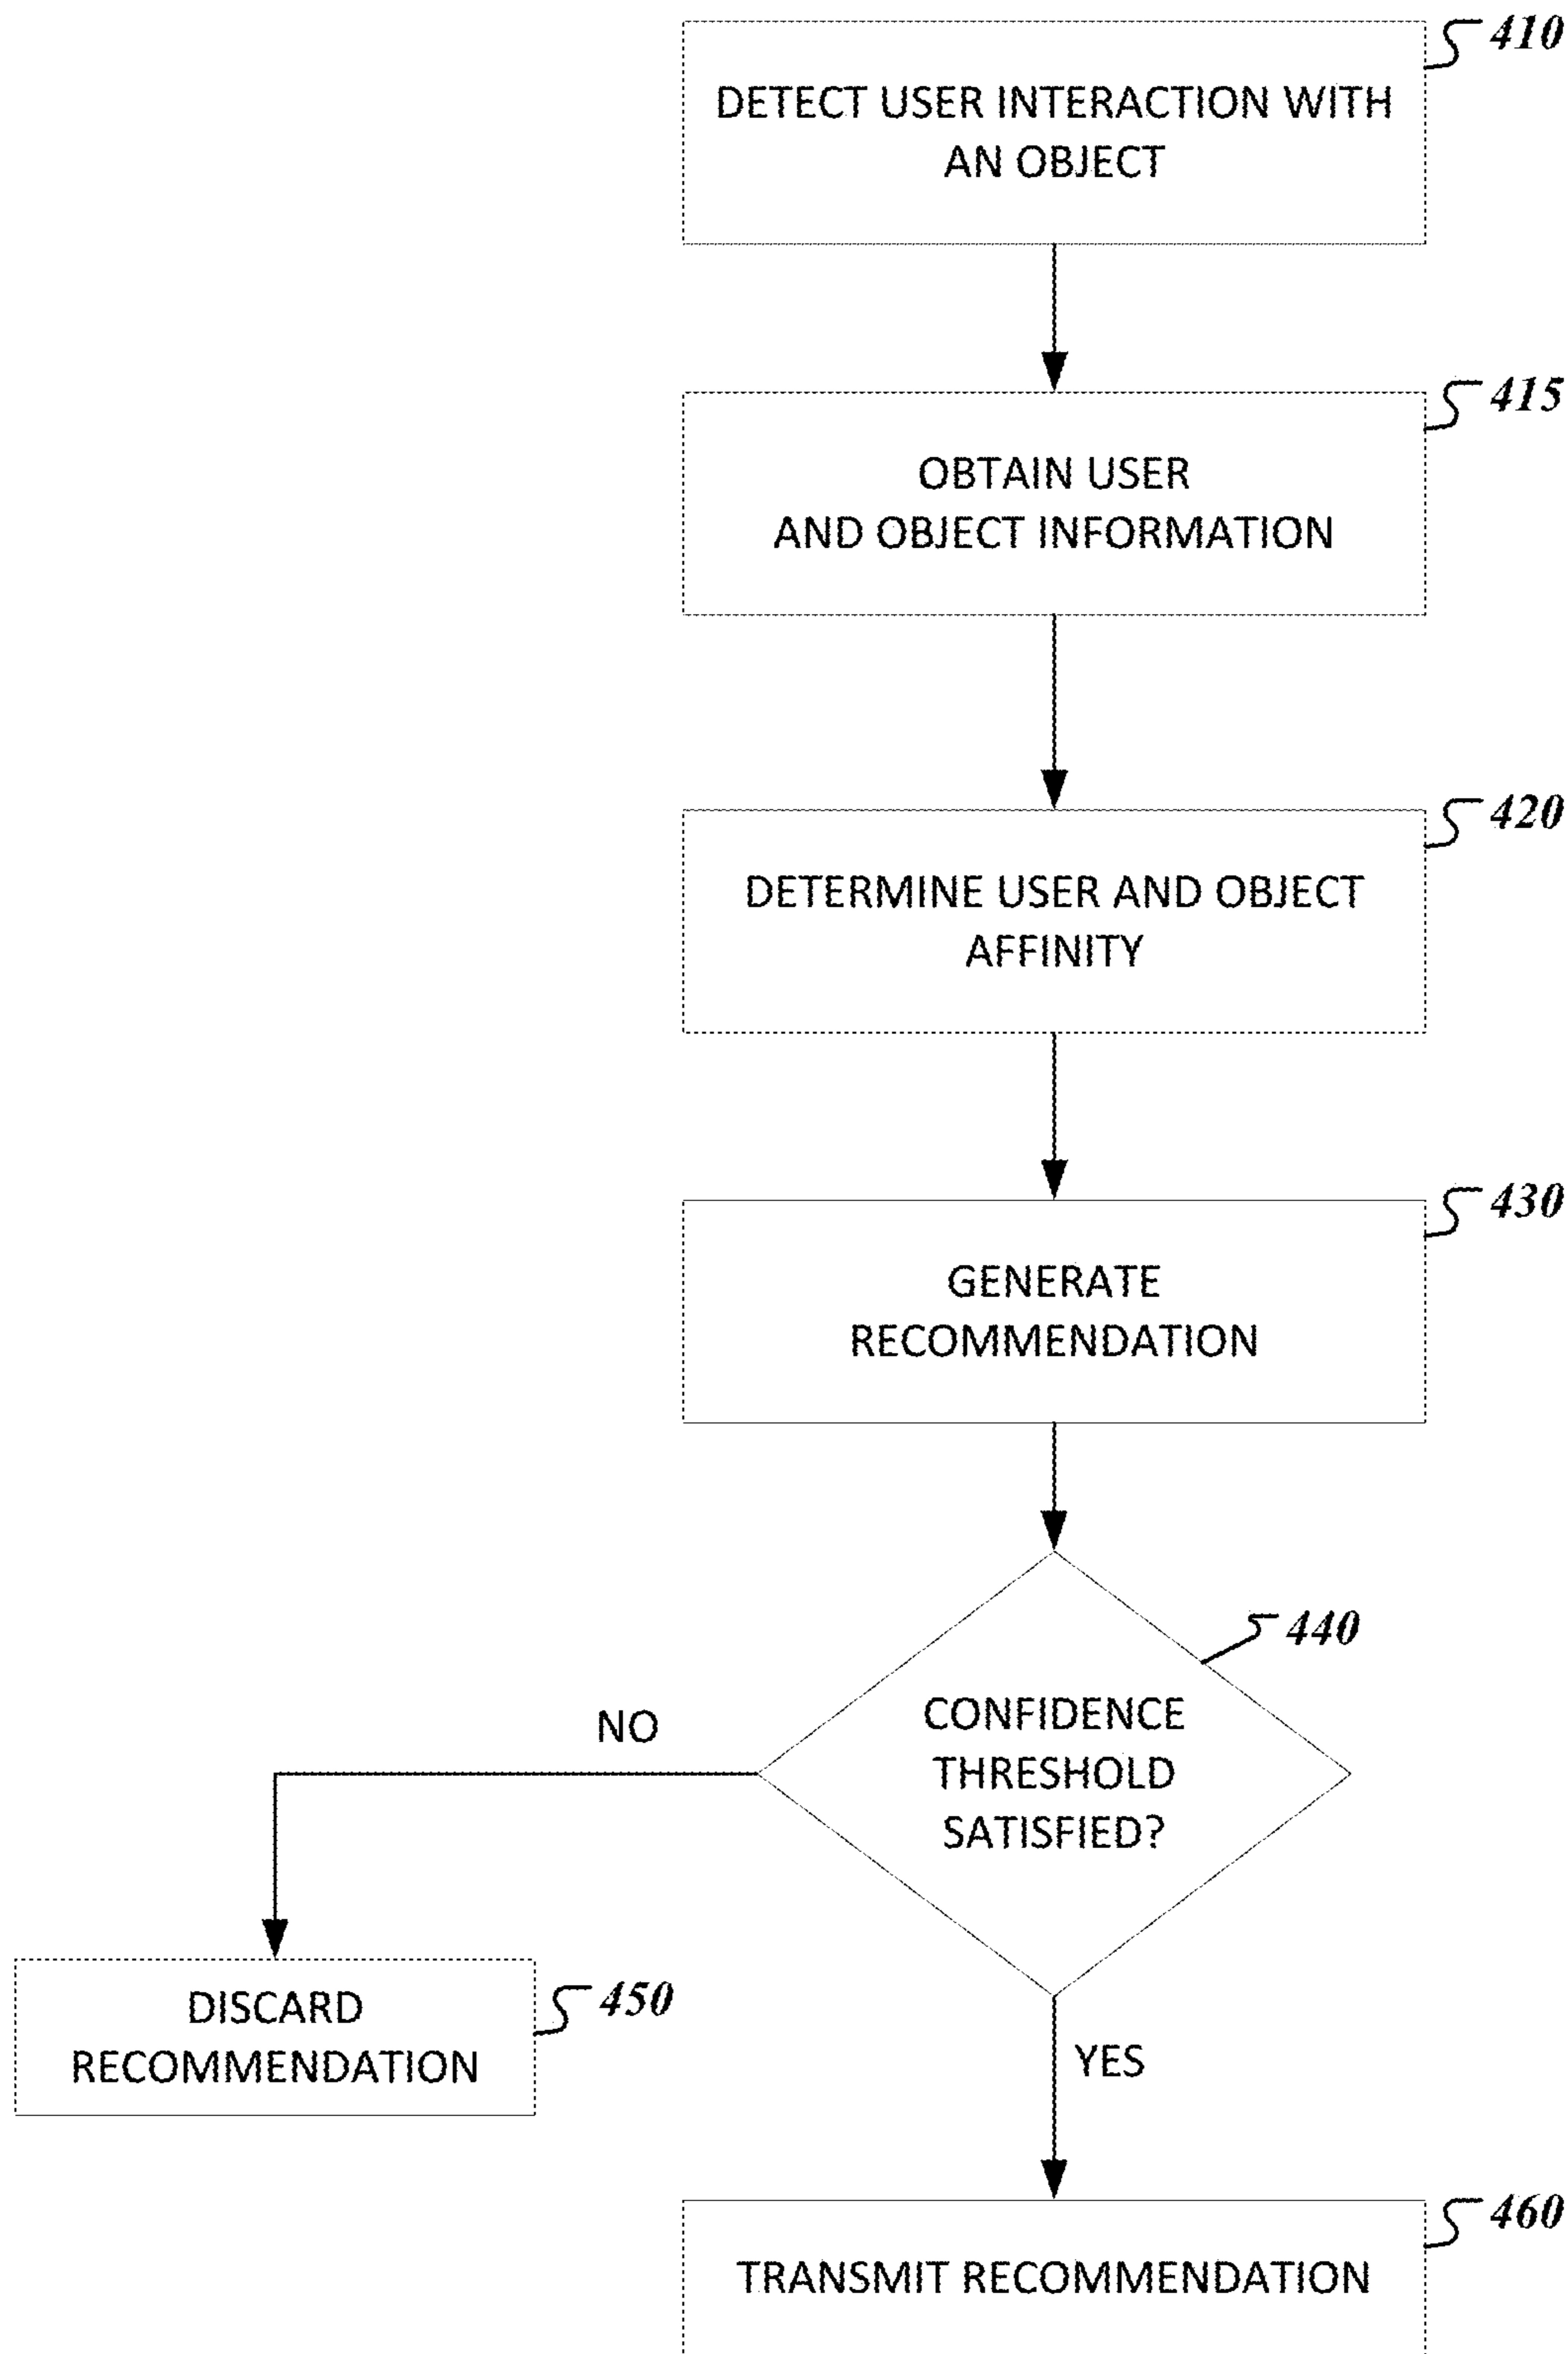 410
DETECT USER INTERACTION WITH
AN OBJECT
415
OBTAIN USER
AND OBJECT INFORMATION
420
DETERMINE USER AND OBJECT
AFFINITY
430
GENERATE
RECOMMENDATION
440
CONFIDENCE
THRESHOLD
SATISFIED?
NO
DISCARD
RECOMMENDATION
450
YES
460
TRANSMIT RECOMMENDATION